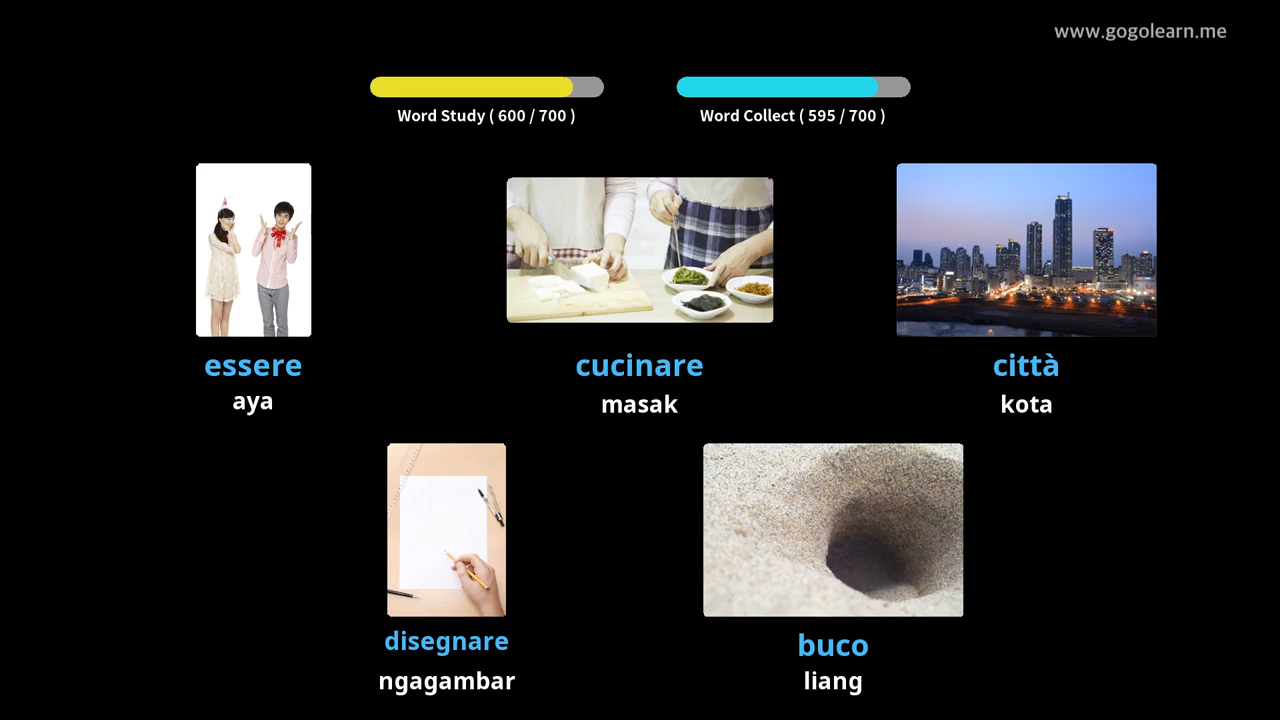 www.gogolearn.me
Word Study ( 600 / 700 )
Word Collect ( 595 / 700 )
essere
aya
cucinare
masak
città
kota
disegnare
ngagambar
buco
liang